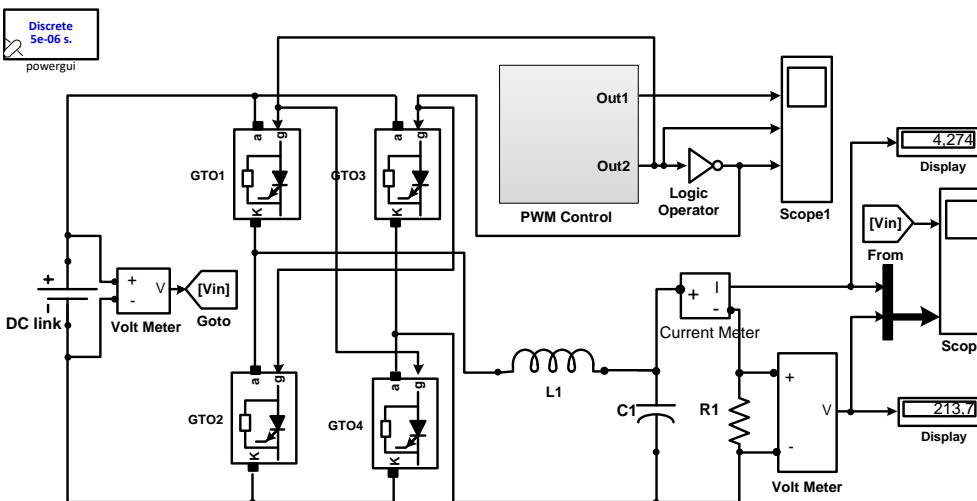 Discrete
5e-06 s.
powergui
a
g
K
GTO1
a
g
K
GTO3
Out1
Out2
PWM Control
Logic
Operator
Scope1
4,274
Display
[Vin]
From
+
DC link
+
-
V
Volt Meter
[Vin]
Goto
+
I
-
Current Meter
Scop
a
g
K
GTO2
a
g
K
GTO4
L1
C1
R1
+
-
V
Volt Meter
213,7
Display